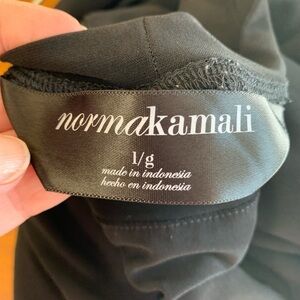 normakamali
l/g
made in indonesia
hecho en indonesia